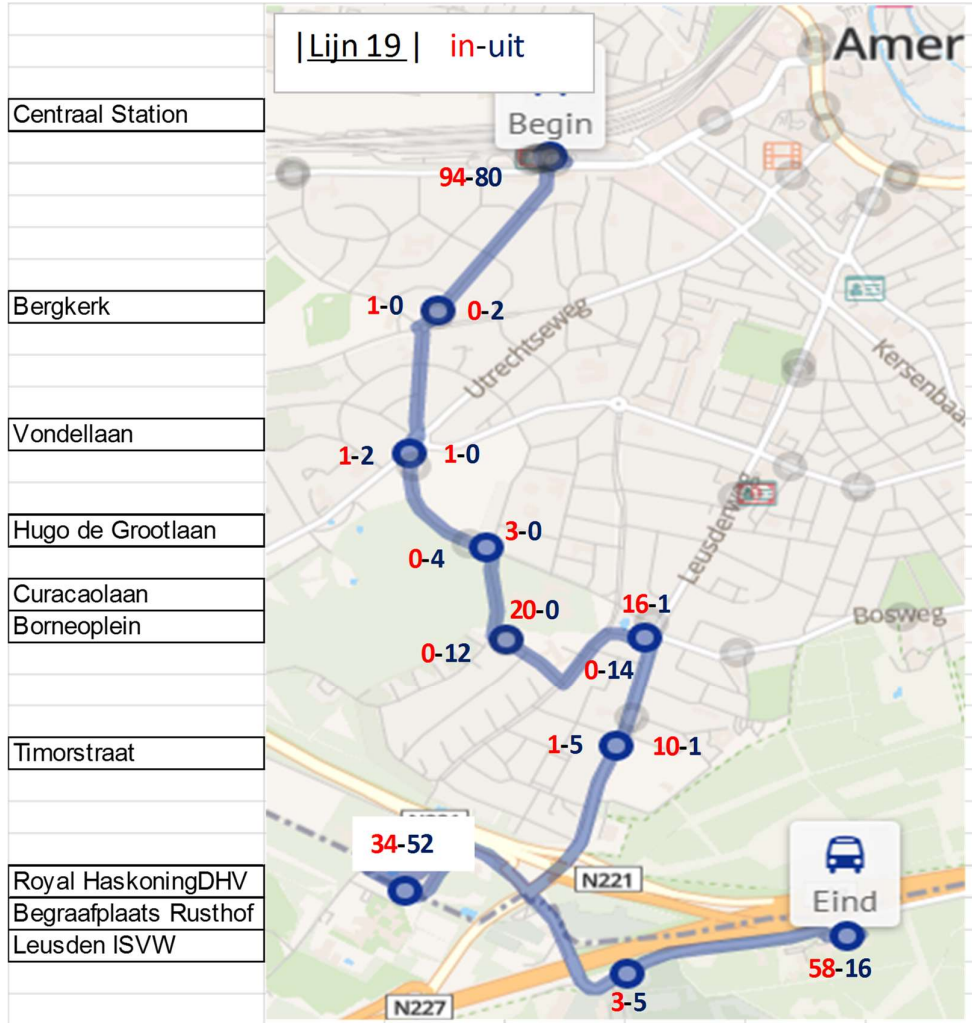 |Lijn 19 | in-uit
Amer
Centraal Station
Begin
94-80
Bergkerk
1-0
0-2
Utrechtseweg
Kersenbaa
Vondellaan
1-2
1-0
Leusderweg
Hugo de Grootlaan
3-0
0-4
Curacaolaan
20-0
16-1
Borneoplein
Bosweg
0-12
0-14
Timorstraat
1-5
10-1
34-52
Royal HaskoningDHV
N221
Begraafplaats Rusthof
Eind
Leusden ISVW
58-16
3-5
N227